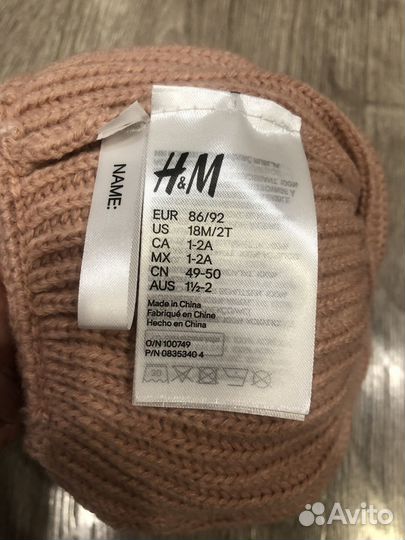 NAME:
H&M
EUR 86/92
US 18M/2T
CA 1-2A
MX 1-2A
CN 49-50
AUS 1½-2
Made in China
Fabriqué en Chine
Hecho en China
O/N 100749
P/N 0835340 4
Avito